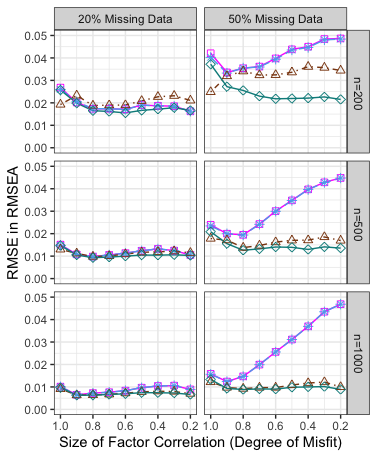 20% Missing Data 50% Missing Data
0.05
0.04
0.03
0.02
0.01
0.00
n=200
0.05
0.04
0.03
0.02
0.01
0.00
n=500
0.05
0.04
0.03
0.02
0.01
0.00
n=1000
RMSE in RMSEA
1.0 0.8 0.6 0.4 0.2 1.0 0.8 0.6 0.4 0.2
Size of Factor Correlation (Degree of Misfit)